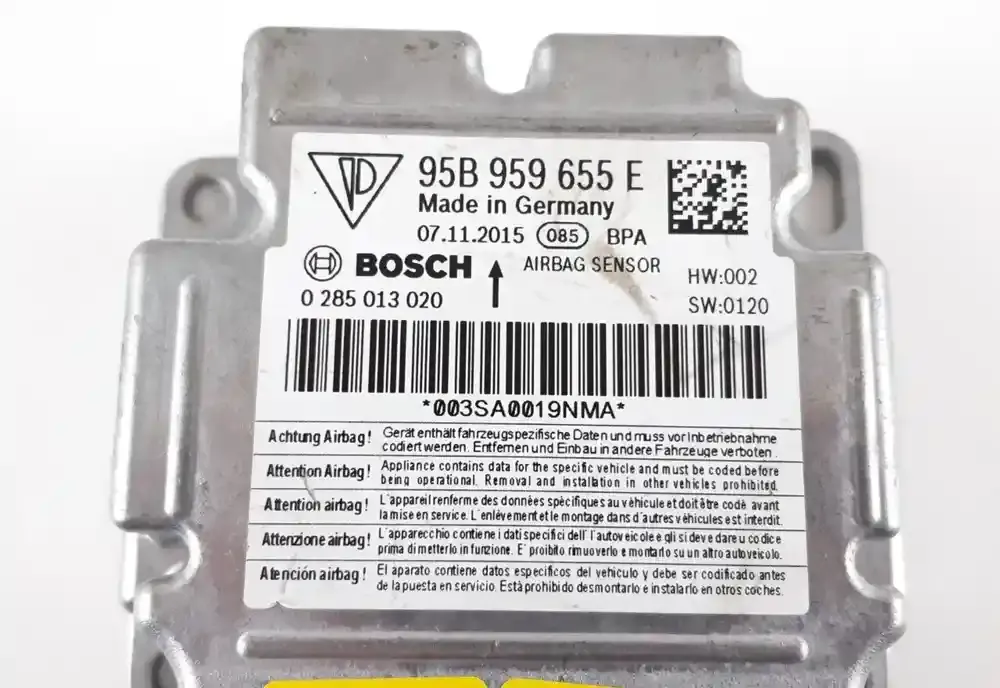 95B 959 655 E
Made in Germany
07.11.2015 085 BPA
BOSCH AIRBAG SENSOR HW:002
0 285 013 020 SW:0120
*003SA0019NMA*
Achtung Airbag! Gerät enthält fahrzeugspezifische Daten und muss vor Inbetriebnahme
codiert werden. Entfernen und Einbau in andere Fahrzeuge verboten.
Attention Airbag! Appliance contains data for the specific vehicle and must be coded before
being operational. Removal and installation in other vehicles prohibited.
Attention airbag! L'appareil renferme des données spécifiques au véhicule et doit être codé avant
la mise en service. L'enlèvement et le montage dans d'autres véhicules est interdit.
Attenzione airbag! L'apparecchio contiene i dati specifici dell'autoveicolo e gli si deve dare u codice
prima di metterlo in funzione. E' proibito rimuoverlo e montarlo su un altro autoveicolo.
Atención airbag! El aparato contiene datos especificos del vehículo y debe ser codificado antes
de la puesta en servicio. Está prohibido desmontarlo e instalarlo en otros coches.